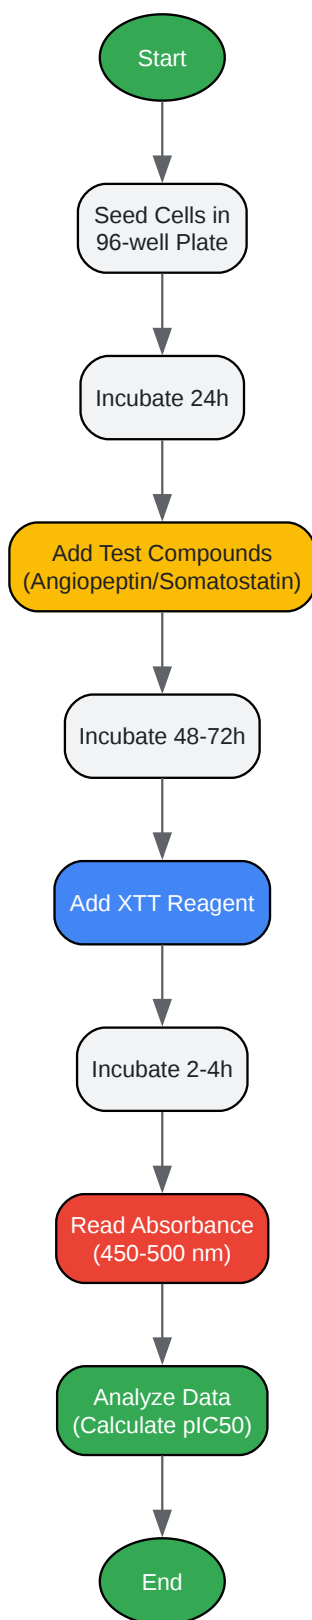 Start
Seed Cells in
96-well Plate
Incubate 24h
Add Test Compounds
(Angiopeptin/Somatostatin)
Incubate 48-72h
Add XTT Reagent
Incubate 2-4h
Read Absorbance
(450-500 nm)
Analyze Data
(Calculate pIC50)
End